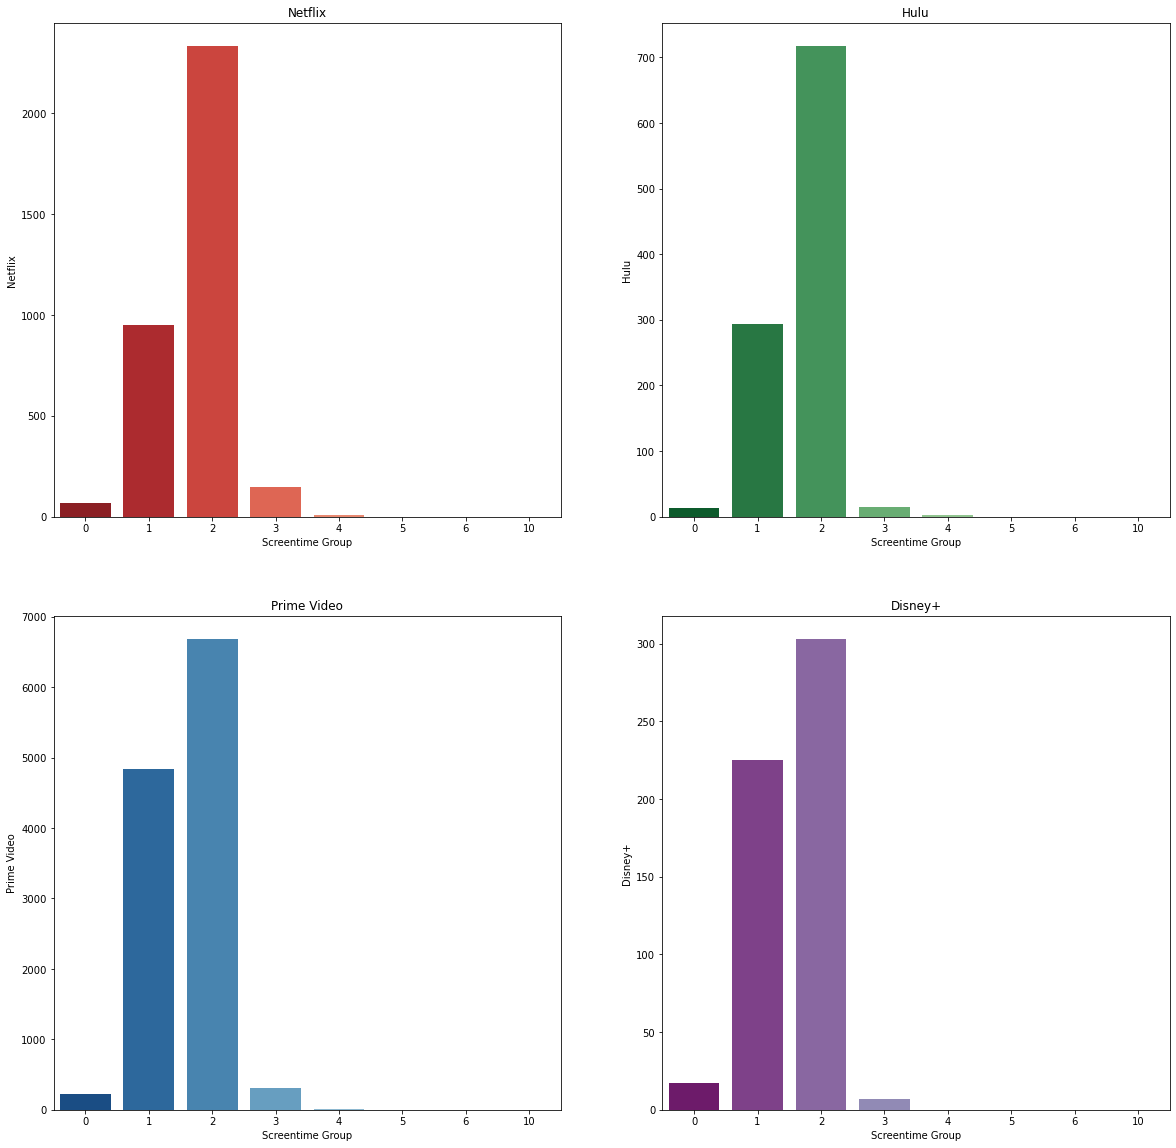 Netflix
2000
1500
1000
500
0
Netflix
0 1 2 3 4 5 6 10
Screentime Group
Hulu
700
600
500
400
300
200
100
0
Hulu
0 1 2 3 4 5 6 10
Screentime Group
Prime Video
7000
6000
5000
4000
3000
2000
1000
0
Prime Video
0 1 2 3 4 5 6 10
Screentime Group
Disney+
300
250
200
150
100
50
0
Disney+
0 1 2 3 4 5 6 10
Screentime Group